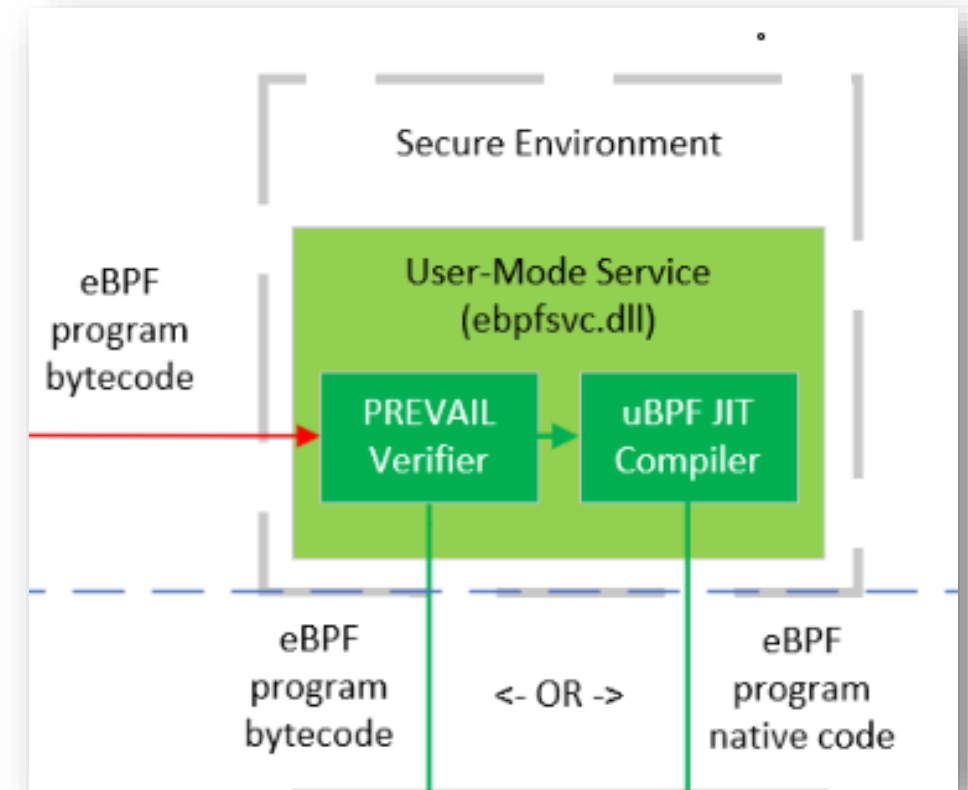 Secure Environment
User-Mode Service
(ebpfsvc.dll)
eBPF
program
bytecode
PREVAIL
Verifier
uBPF JIT
Compiler
eBPF
program
bytecode
<- OR ->
eBPF
program
native code